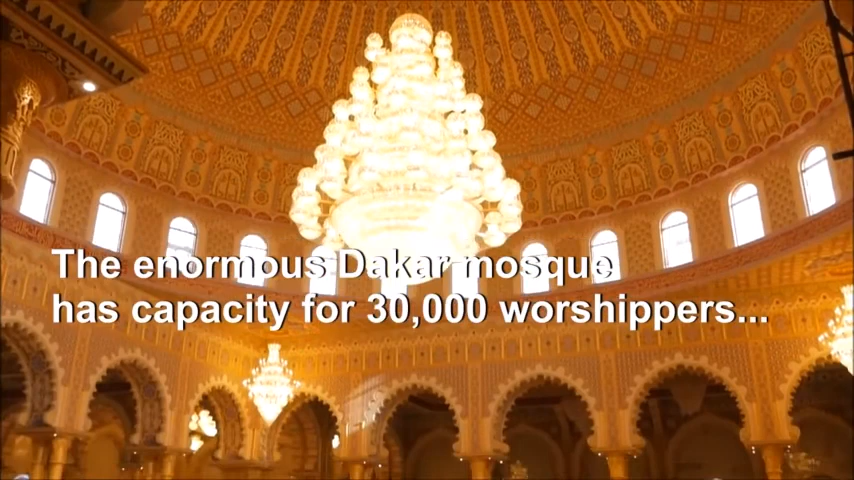 The enormous Dakar mosque
has capacity for 30,000 worshippers...